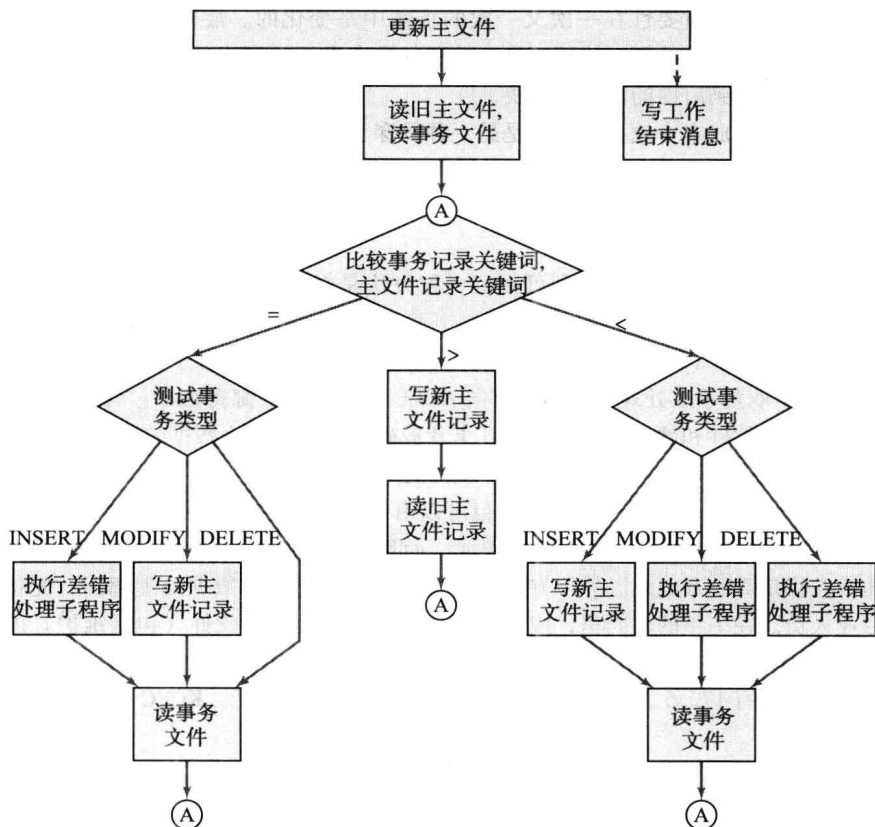 更新主文件
读旧主文件,
读事务文件
写工作
结束消息
A
比较事务记录关键词,
主文件记录关键词
=
>
<
测试事
务类型
写新主
文件记录
测试事
务类型
读旧主
文件记录
INSERT MODIFY DELETE
INSERT MODIFY DELETE
执行差错
处理子程序
写新主
文件记录
A
写新主
文件记录
执行差错
处理子程序
执行差错
处理子程序
读事务
文件
读事务
文件
A
A